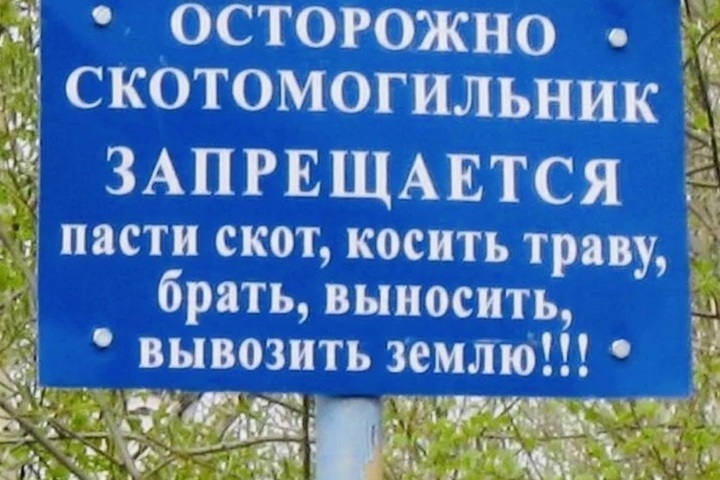 ОСТОРОЖНО
СКОТОМОГИЛЬНИК
ЗАПРЕЩАЕТСЯ
пасти скот, косить траву,
брать, выносить,
вывозить землю!!!